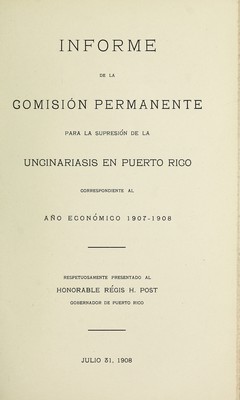 INFORME
DE LA
COMISIÓN PERMANENTE
PARA LA SUPRESIÓN DE LA
UNCINARIASIS EN PUERTO RICO
CORRESPONDIENTE AL
AÑO ECONÓMICO 1907-1908
RESPETUOSAMENTE PRESENTADO AL
HONORABLE RÉGIS H. POST
GOBERNADOR DE PUERTO RICO
JULIO 31, 1908